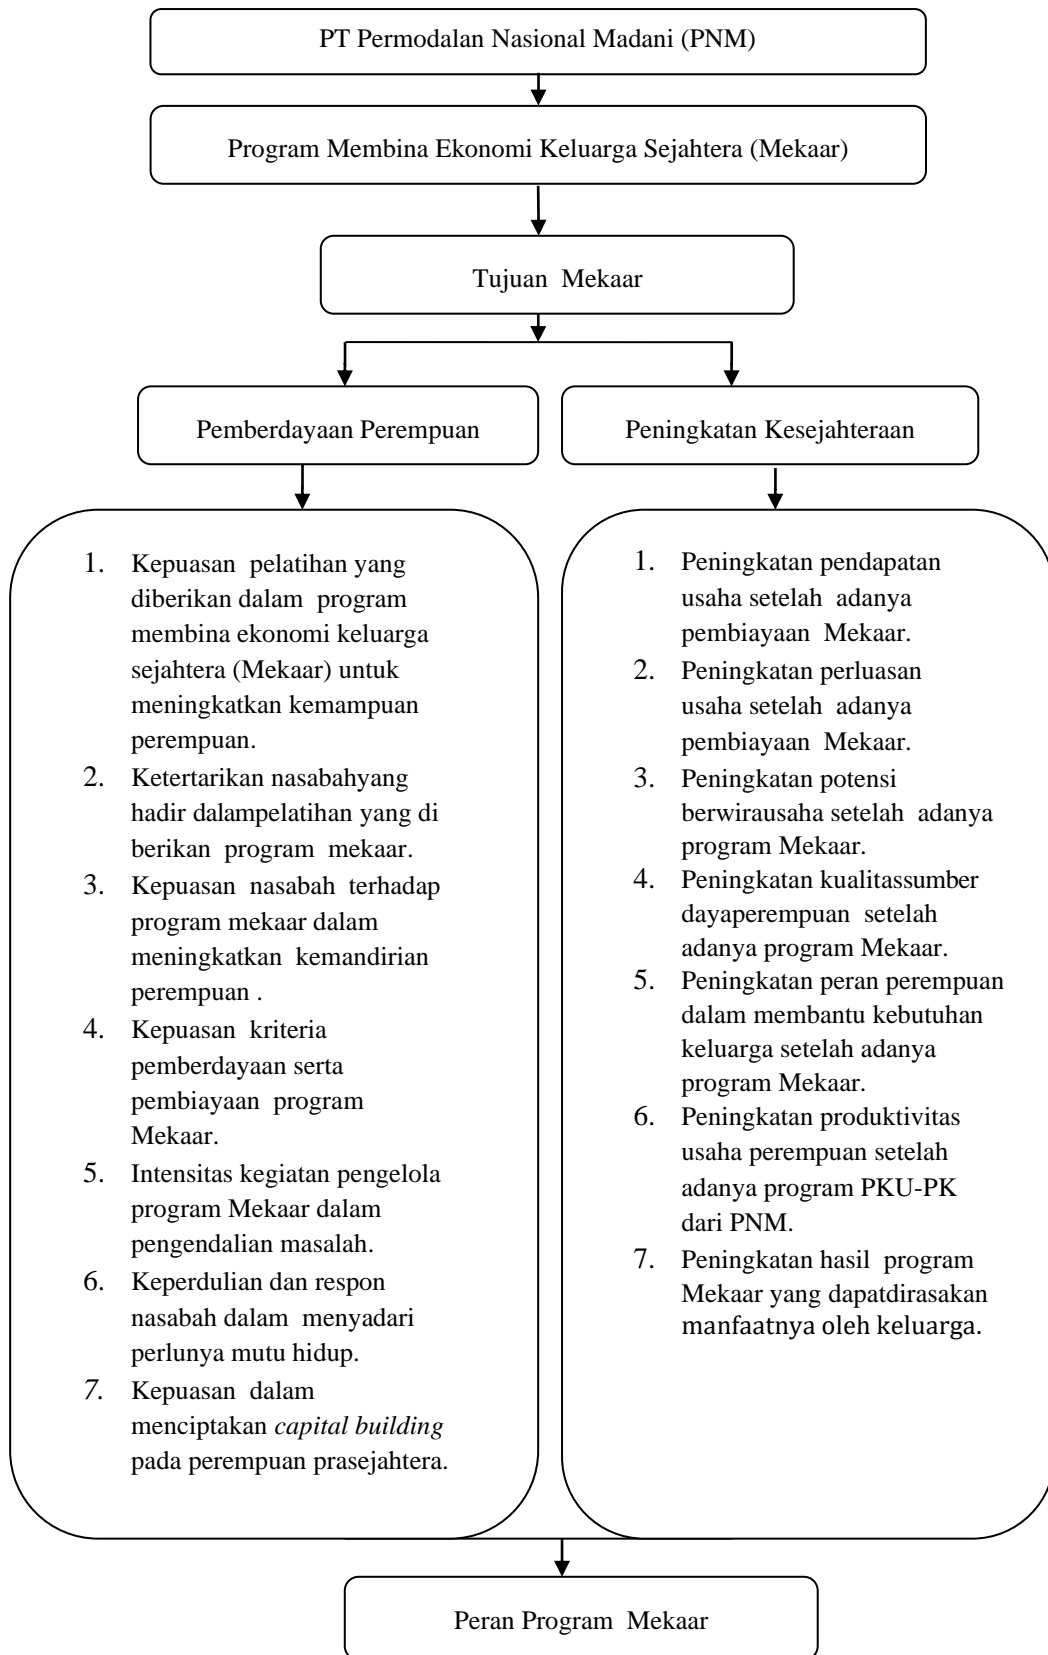 PT Permodalan Nasional Madani (PNM)
Program Membina Ekonomi Keluarga Sejahtera (Mekaar)
Tujuan Mekaar
Pemberdayaan Perempuan
Peningkatan Kesejahteraan
1. Kepuasan pelatihan yang
diberikan dalam program
membina ekonomi keluarga
sejahtera (Mekaar) untuk
meningkatkan kemampuan
perempuan.
2. Ketertarikan nasabahyang
hadir dalampelatihan yang di
berikan program mekaar.
3. Kepuasan nasabah terhadap
program mekaar dalam
meningkatkan kemandirian
perempuan .
4. Kepuasan kriteria
pemberdayaan serta
pembiayaan program
Mekaar.
5. Intensitas kegiatan pengelola
program Mekaar dalam
pengendalian masalah.
6. Keperdulian dan respon
nasabah dalam menyadari
perlunya mutu hidup.
7. Kepuasan dalam
menciptakan capital building
pada perempuan prasejahtera.
1. Peningkatan pendapatan
usaha setelah adanya
pembiayaan Mekaar.
2. Peningkatan perluasan
usaha setelah adanya
pembiayaan Mekaar.
3. Peningkatan potensi
berwirausaha setelah adanya
program Mekaar.
4. Peningkatan kualitassumber
dayaperempuan setelah
adanya program Mekaar.
5. Peningkatan peran perempuan
dalam membantu kebutuhan
keluarga setelah adanya
program Mekaar.
6. Peningkatan produktivitas
usaha perempuan setelah
adanya program PKU-PK
dari PNM.
7. Peningkatan hasil program
Mekaar yang dapatdirasakan
manfaatnya oleh keluarga.
Peran Program Mekaar